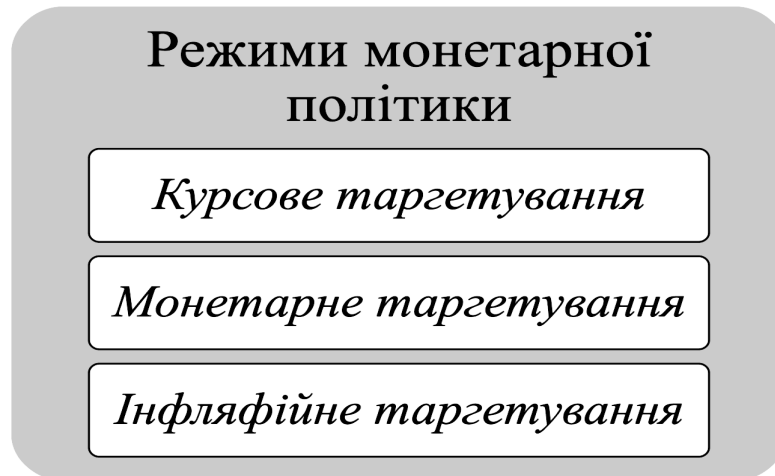 Режими монетарної
політики
Курсове таргетування
Монетарне таргетування
Інфляфійне таргетування